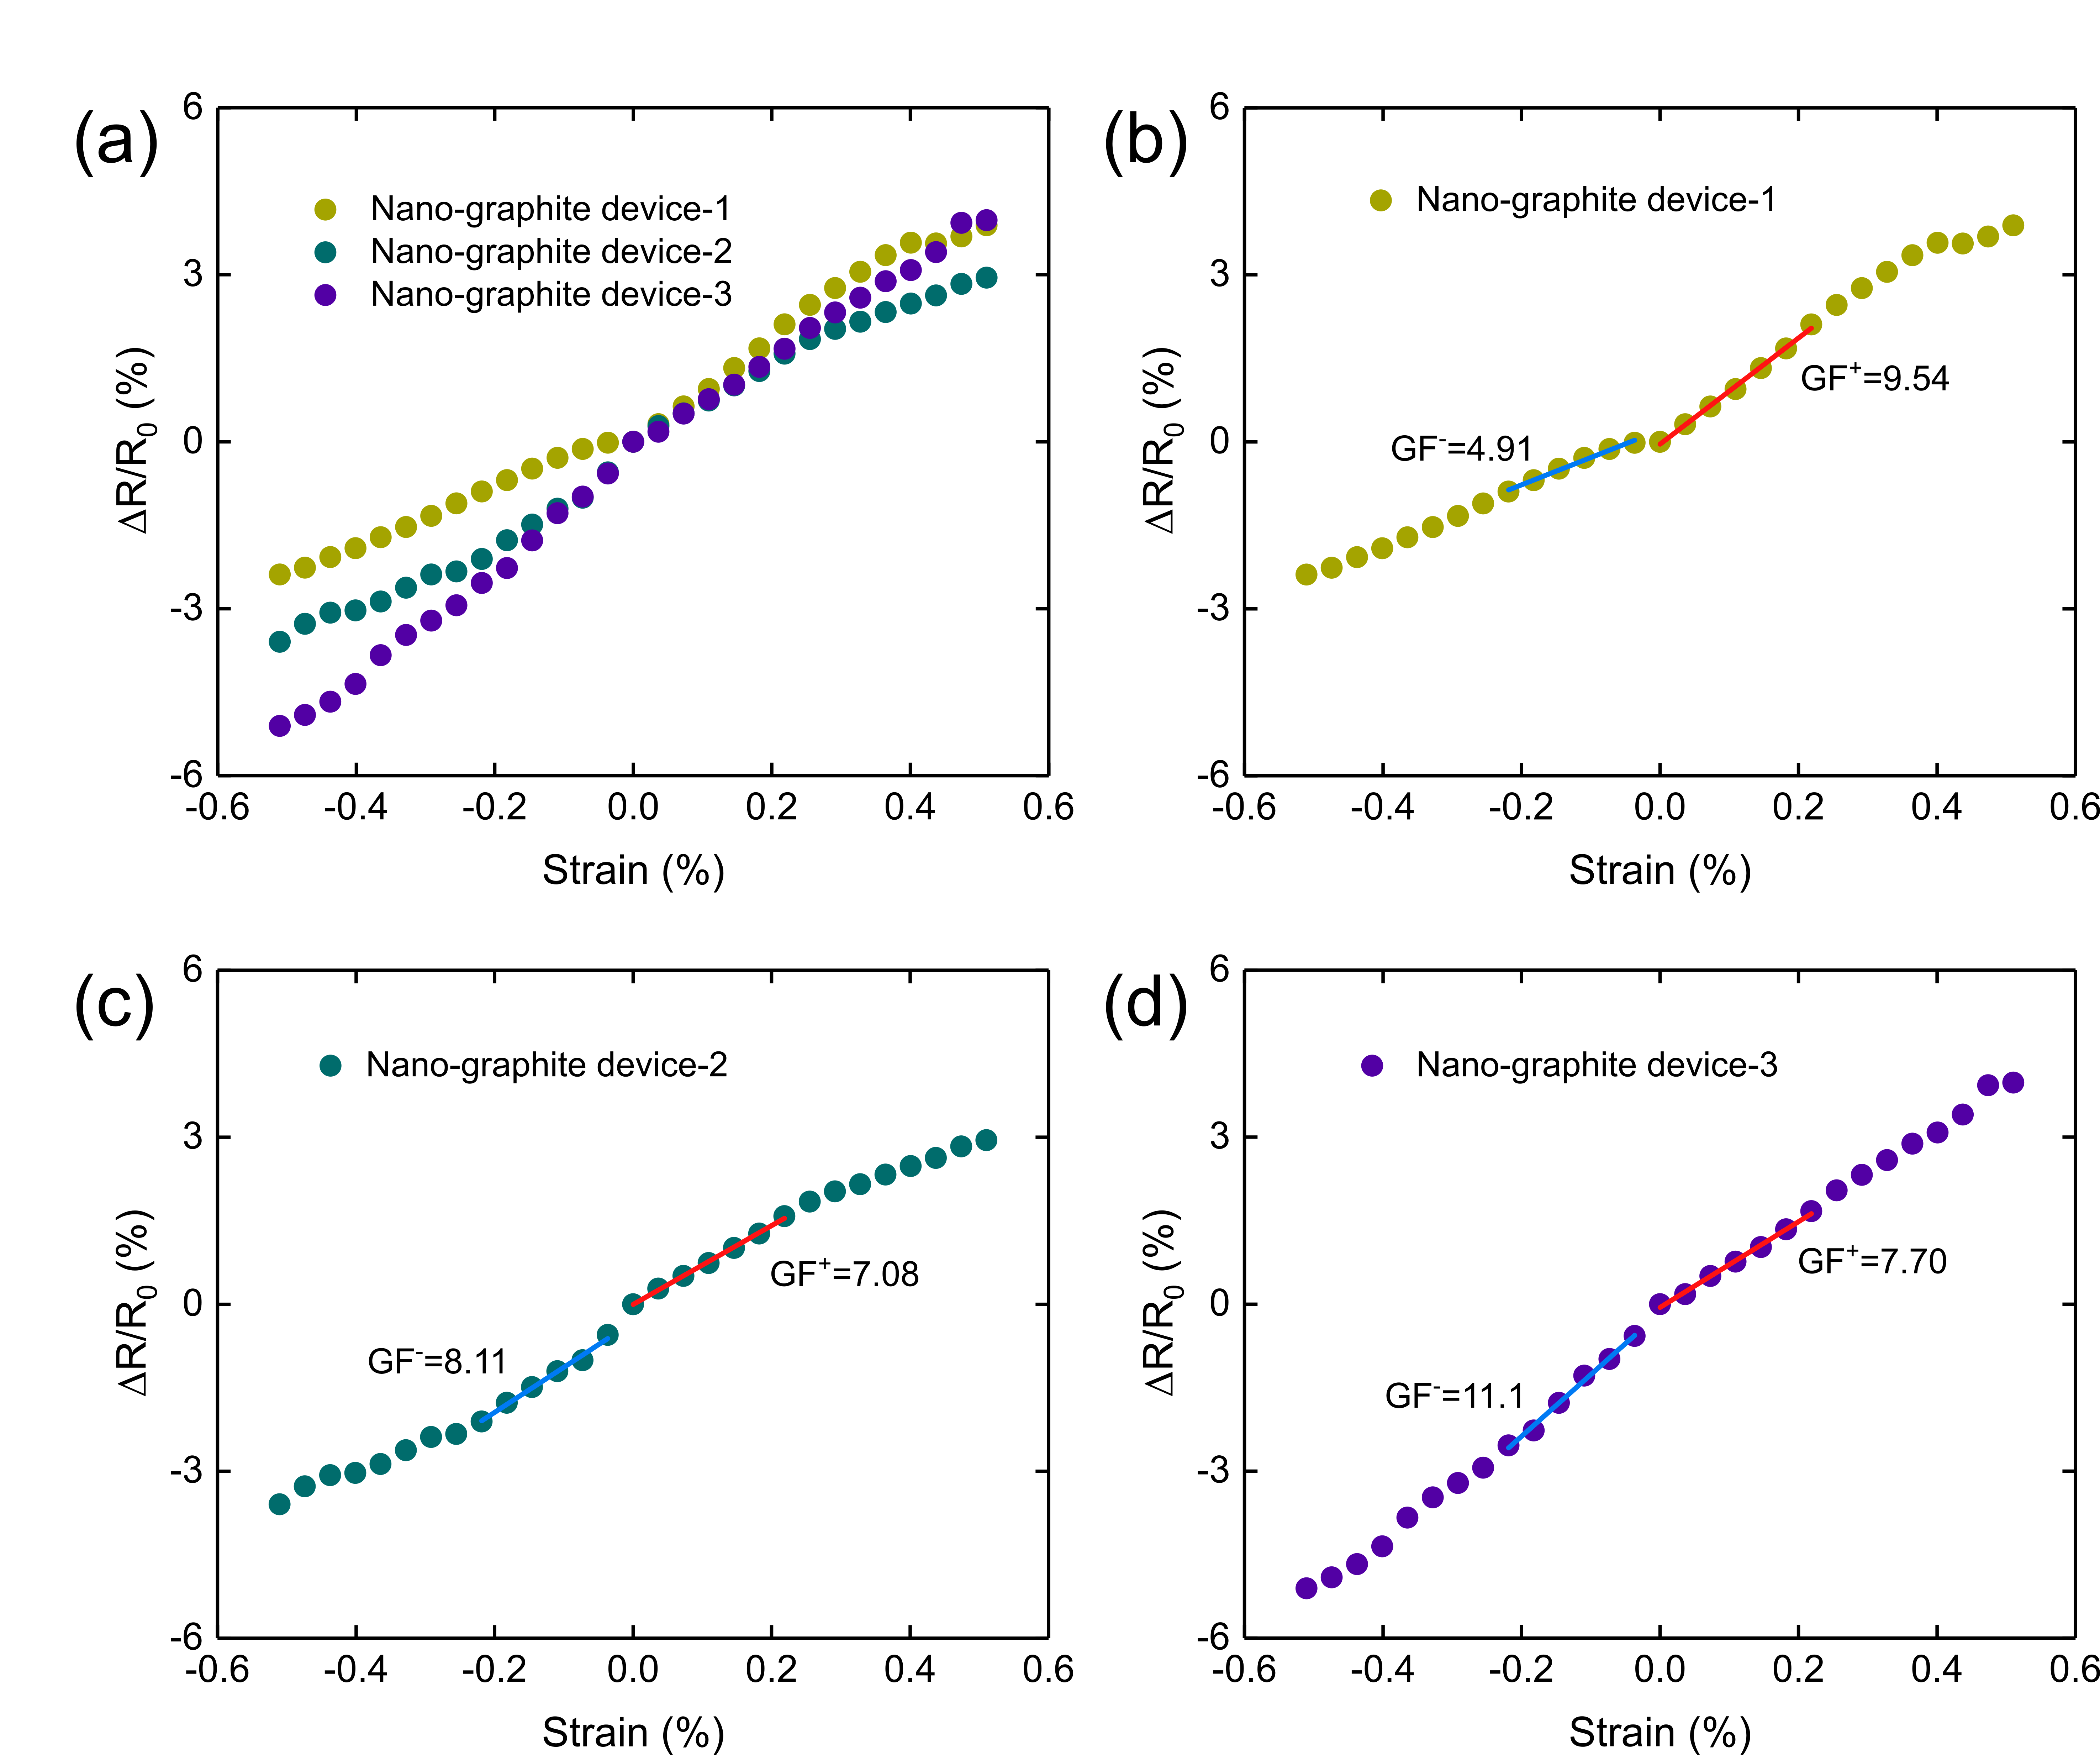 (a)
6
3
0
-3
-6
ΔR/R0 (%)
Nano-graphite device-1
Nano-graphite device-2
Nano-graphite device-3
-0.6 -0.4 -0.2 0.0 0.2 0.4 0.6
Strain (%)
(b)
6
3
0
-3
-6
ΔR/R0 (%)
Nano-graphite device-1
GF+=9.54
GF-=4.91
-0.6 -0.4 -0.2 0.0 0.2 0.4 0.6
Strain (%)
(c)
6
3
0
-3
-6
ΔR/R0 (%)
Nano-graphite device-2
GF+=7.08
GF-=8.11
-0.6 -0.4 -0.2 0.0 0.2 0.4 0.6
Strain (%)
(d)
6
3
0
-3
-6
ΔR/R0 (%)
Nano-graphite device-3
GF+=7.70
GF-=11.1
-0.6 -0.4 -0.2 0.0 0.2 0.4 0.6
Strain (%)